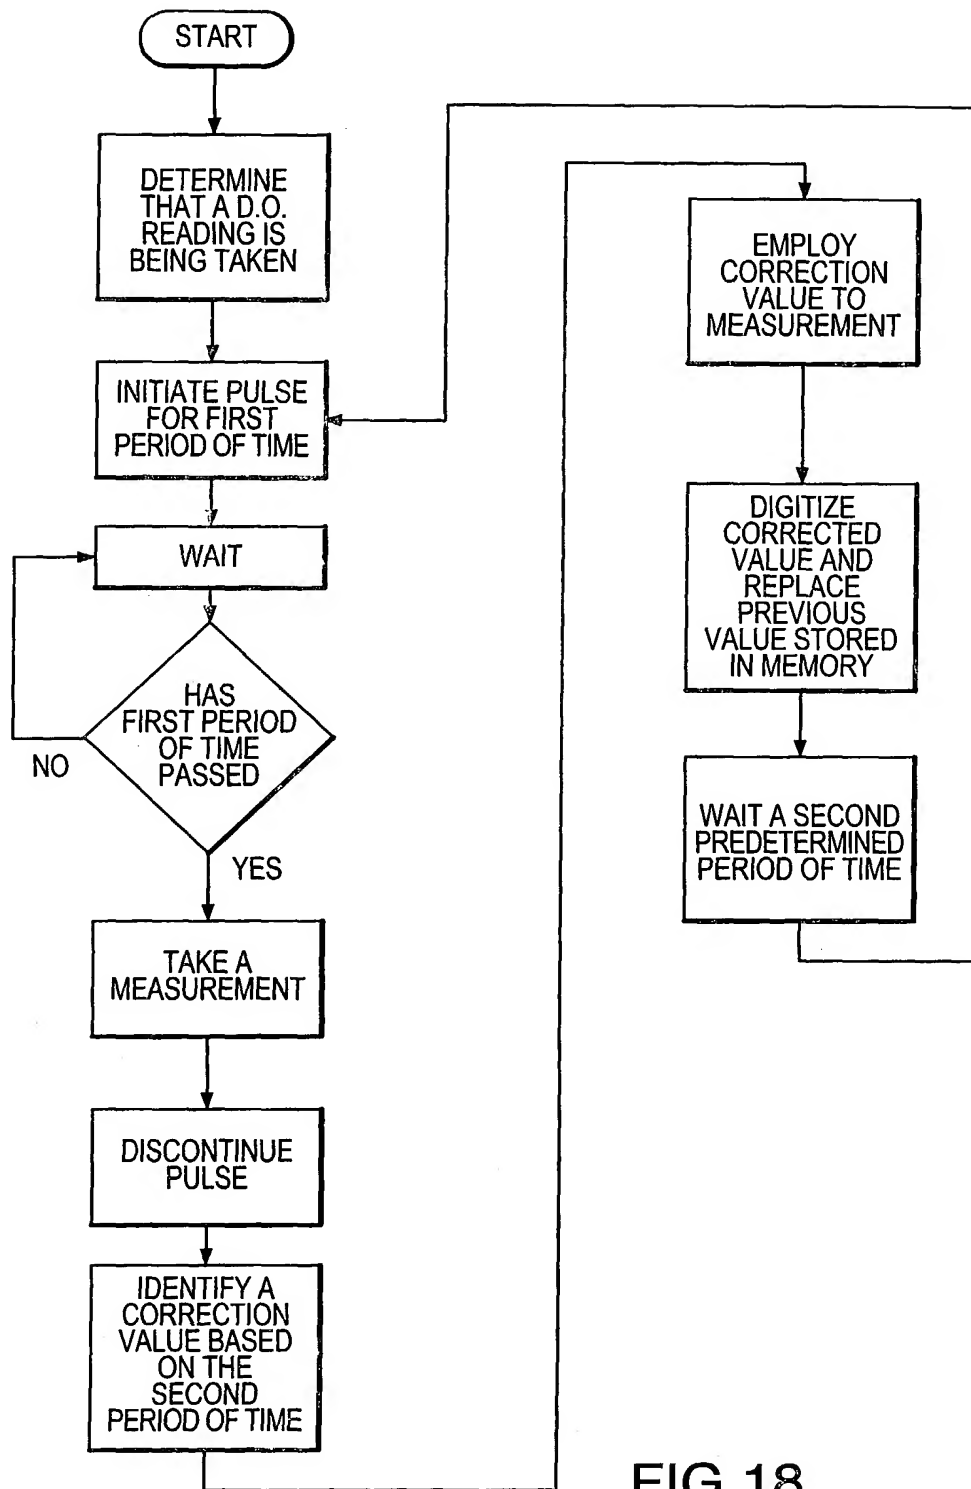 START
DETERMINE
THAT A D.O.
READING IS
BEING TAKEN
INITIATE PULSE
FOR FIRST
PERIOD OF TIME
WAIT
HAS
FIRST PERIOD
OF TIME
PASSED
NO
YES
TAKE A
MEASUREMENT
DISCONTINUE
PULSE
IDENTIFY A
CORRECTION
VALUE BASED
ON THE
SECOND
PERIOD OF TIME
EMPLOY
CORRECTION
VALUE TO
MEASUREMENT
DIGITIZE
CORRECTED
VALUE AND
REPLACE
PREVIOUS
VALUE STORED
IN MEMORY
WAIT A SECOND
PREDETERMINED
PERIOD OF TIME
FIG.18